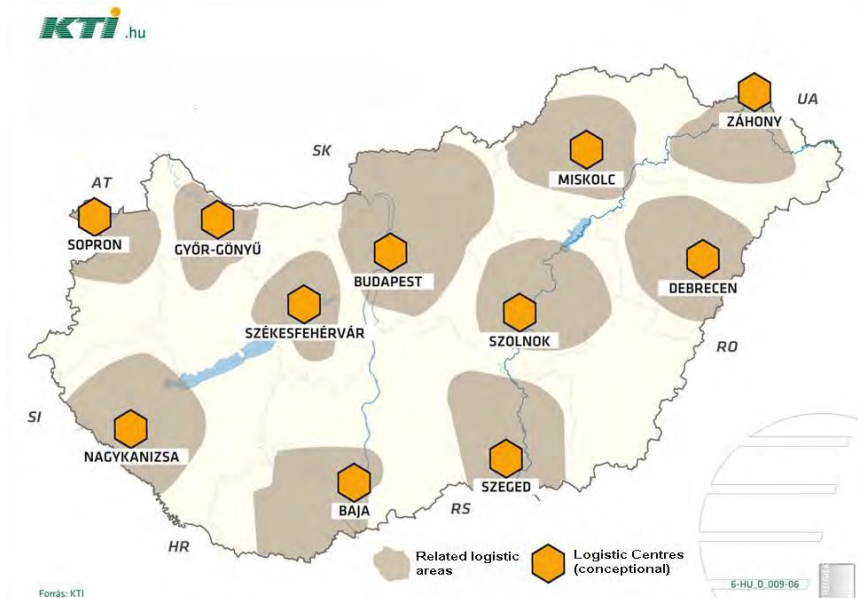 KTI .hu
UA
ZÁHONY
SK
MISKOLC
AT
SOPRON
GYŐR-GÖNYŰ
BUDAPEST
DEBRECEN
SZÉKESFEHÉRVÁR
SZOLNOK
RO
SI
NAGYKANIZSA
SZEGED
BAJA
RS
HR
Related logistic
areas
Logistic Centres
(conceptional)
6-HU_D_009-06
Forrás: KTI